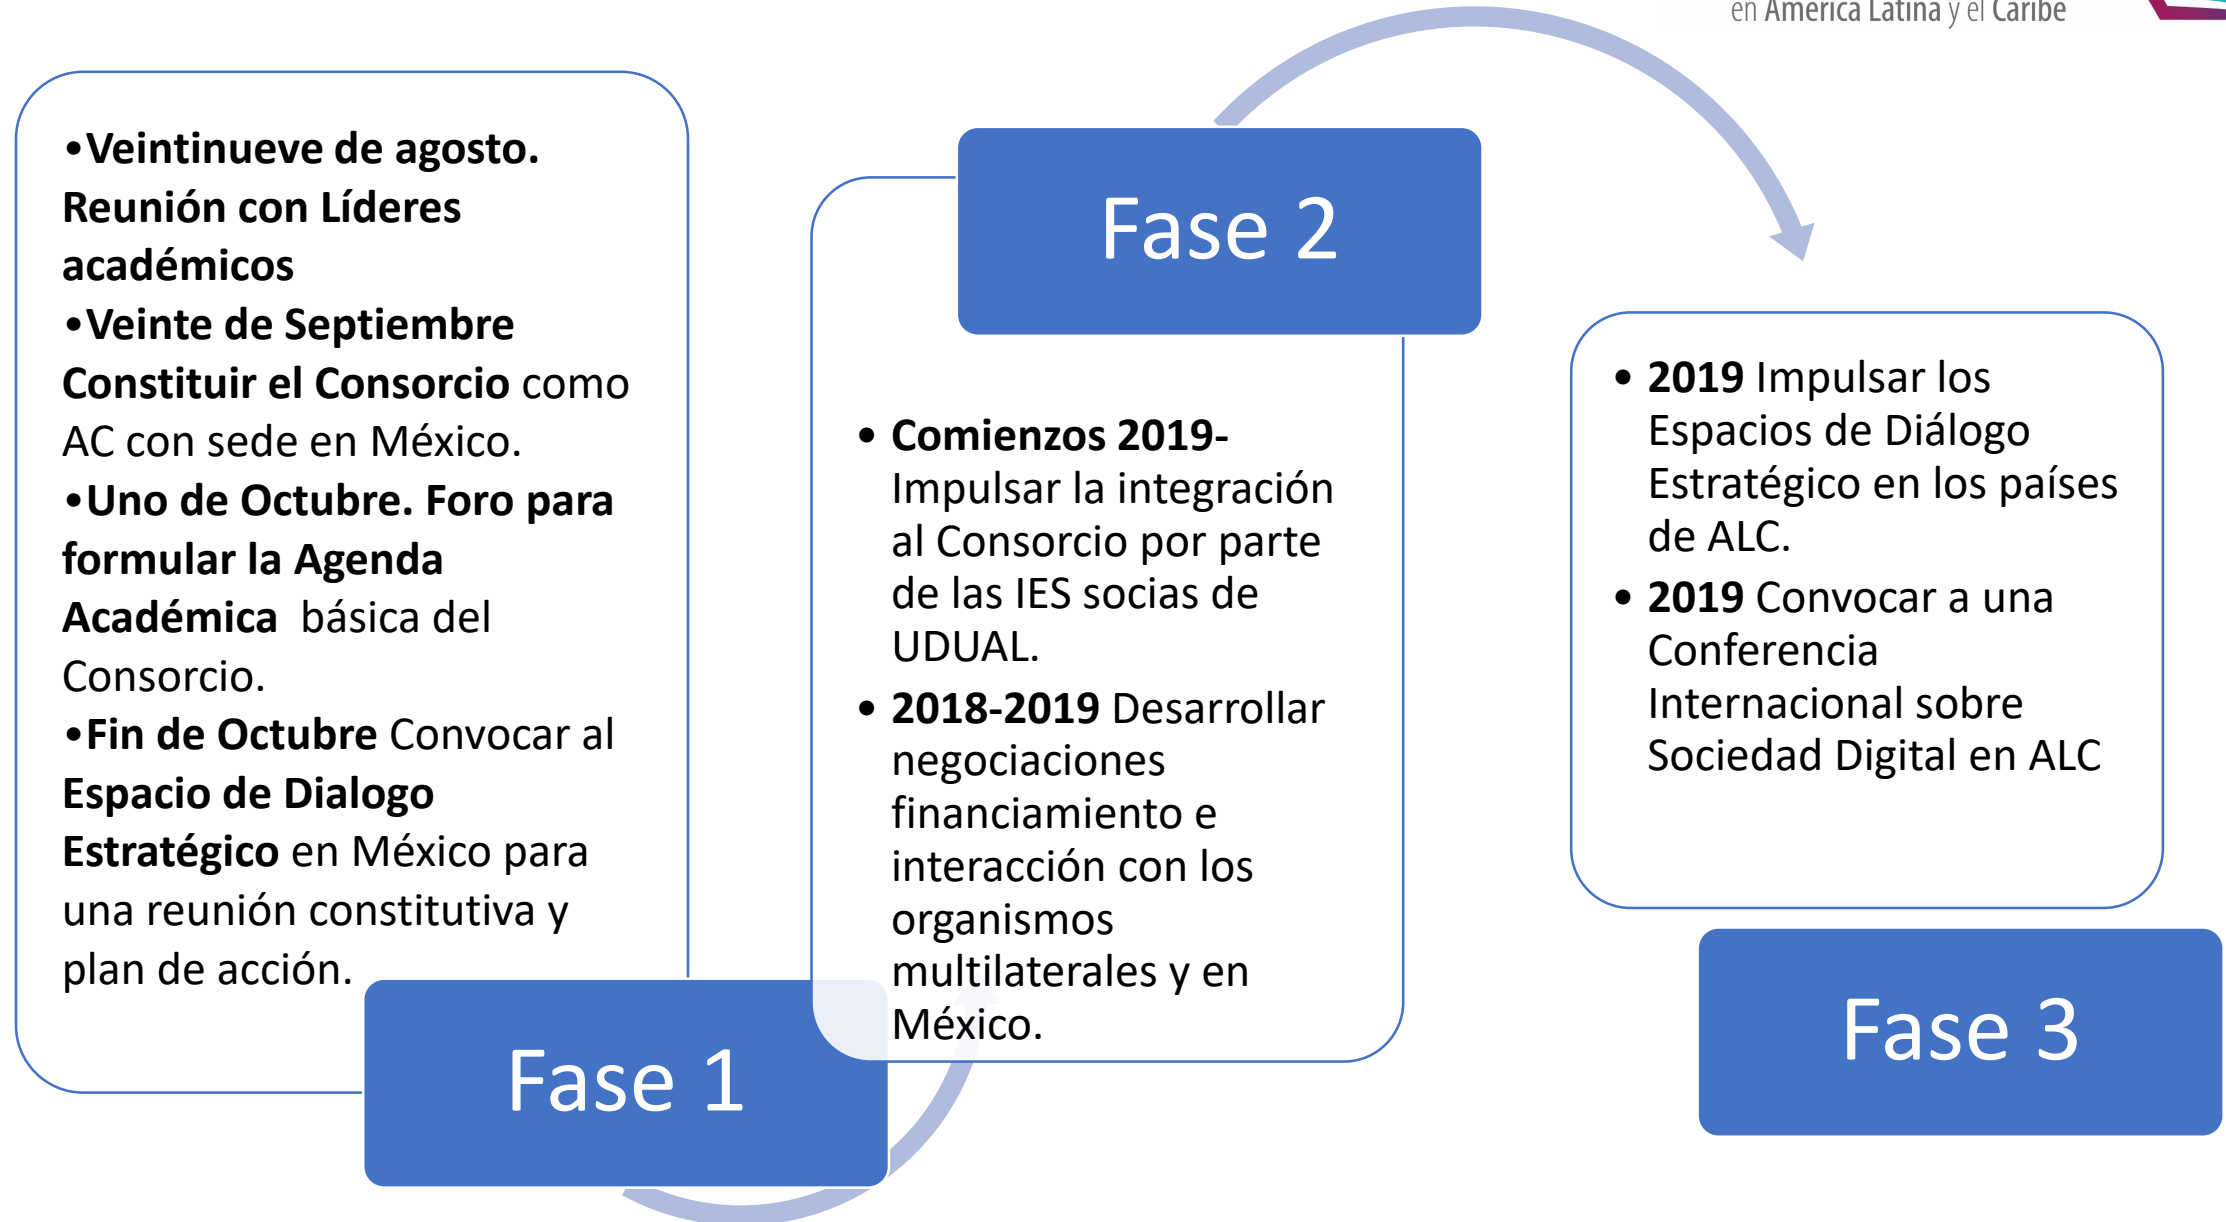 en América Latina y el Caribe
•Veintinueve de agosto.
Reunión con Líderes
académicos
•Veinte de Septiembre
Constituir el Consorcio como
AC con sede en México.
•Uno de Octubre. Foro para
formular la Agenda
Académica básica del
Consorcio.
•Fin de Octubre Convocar al
Espacio de Dialogo
Estratégico en México para
una reunión constitutiva y
plan de acción.
Fase 1
Fase 2
• Comienzos 2019-
Impulsar la integración
al Consorcio por parte
de las IES socias de
UDUAL.
• 2018-2019 Desarrollar
negociaciones
financiamiento e
interacción con los
organismos
multilaterales y en
México.
• 2019 Impulsar los
Espacios de Diálogo
Estratégico en los países
de ALC.
• 2019 Convocar a una
Conferencia
Internacional sobre
Sociedad Digital en ALC
Fase 3